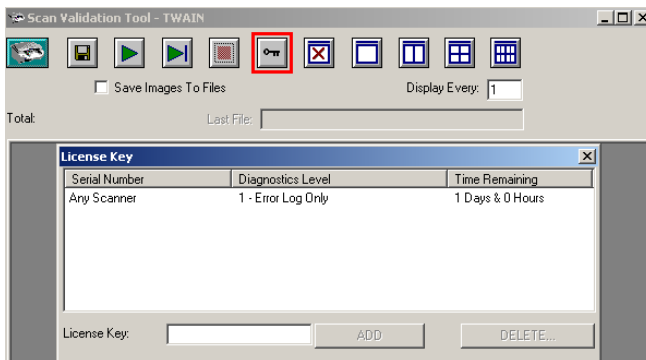 Scan Validation Tool - TWAIN
Save Images To Files
Display Every: 1
Total:
Last File:
License Key
Serial Number Diagnostics Level Time Remaining
Any Scanner 1 - Error Log Only 1 Days & 0 Hours
License Key: ADD DELETE...